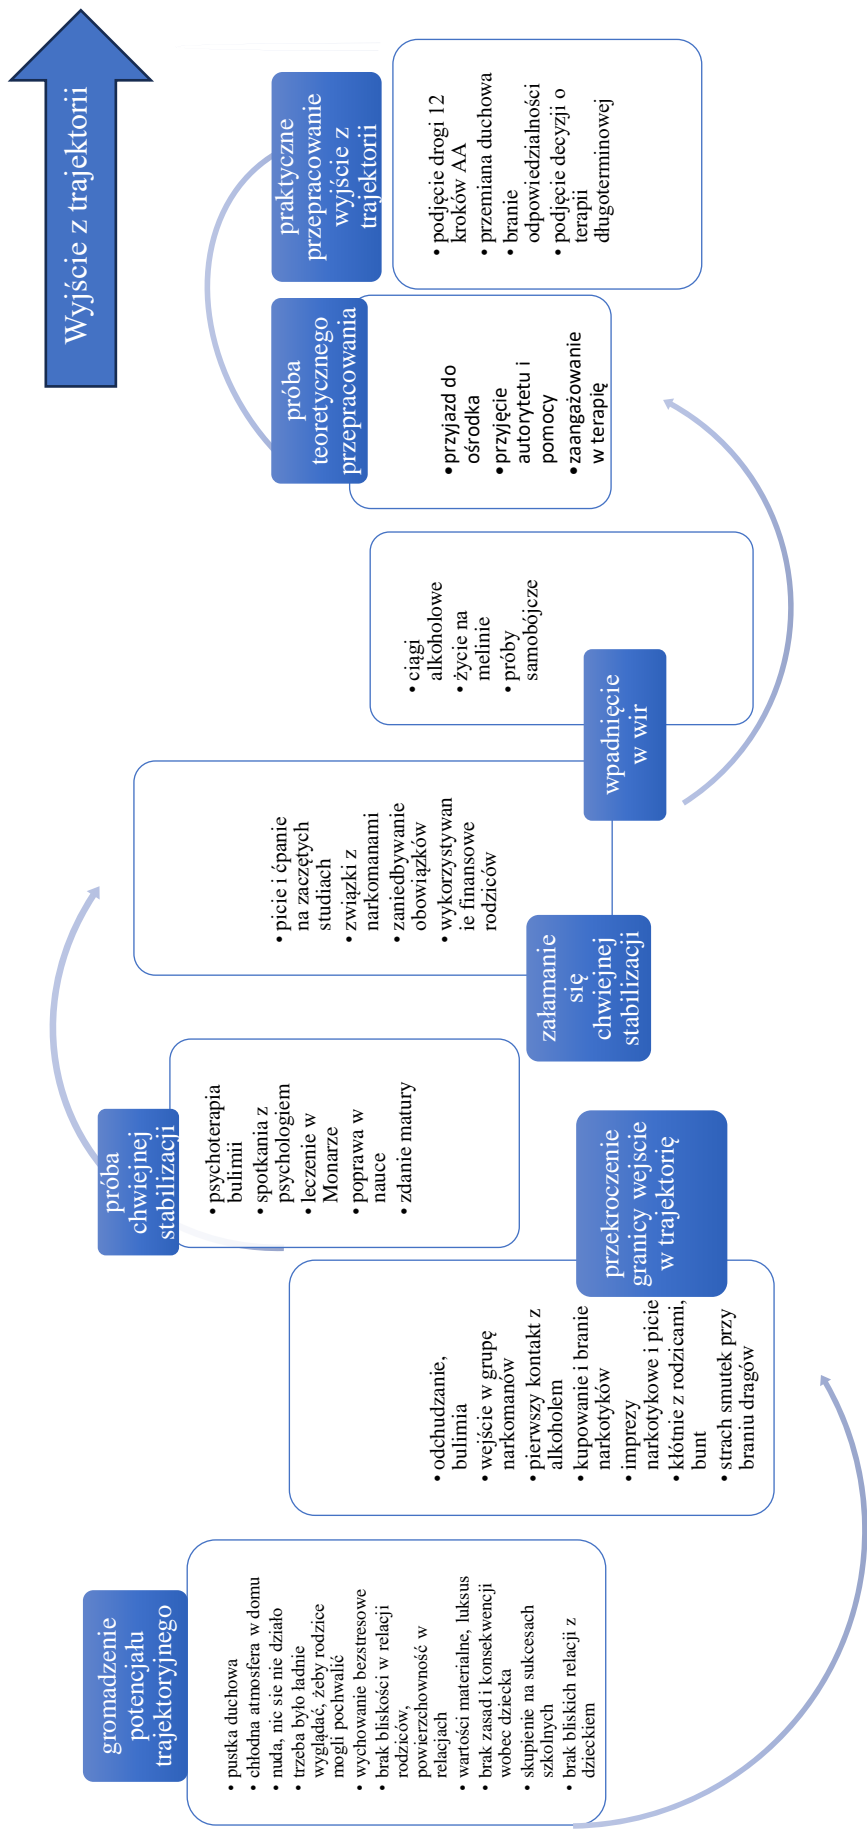 gromadzenie
potencjału
trajektoryjnego
• pustka duchowa
• chłodna atmosfera w domu
• nuda, nic sie nie działo
• trzeba było ładnie
wyglądać, żeby rodzice
mogli pochwalić
• wychowanie bezstresowe
• brak bliskości w relacji
rodziców,
powierzchowność w
relacjach
• wartości materialne, luksus
• brak zasad i konsekwencji
wobec dziecka
• skupienie na sukcesach
szkolnych
• brak bliskich relacji z
dzieckiem
przekroczenie
granicy wejście
w trajektorię
• odchudzanie,
bulimia
• wejście w grupę
narkomanów
• pierwszy kontakt z
alkoholem
• kupowanie i branie
narkotyków
• imprezy
narkotykowe i picie
• kłótnie z rodzicami,
bunt
• strach smutek przy
braniu dragów
próba
chwiejnej
stabilizacji
• psychoterapia
bulimii
• spotkania z
psychologiem
• leczenie w
Monarze
• poprawa w
nauce
• zdanie matury
załamanie
się
chwiejnej
stabilizacji
• picie i ćpanie
na zaczętych
studiach
• związki z
narkomanami
• zaniedbywanie
obowiązków
• wykorzystywan
ie finansowe
rodziców
wpadnięcie
w wir
• ciągi
alkoholowe
• życie na
melinie
• próby
samobójcze
próba
teoretycznego
przepracowania
• przyjazd do
ośrodka
• przyjęcie
autorytetu i
pomocy
• zaangażowanie
w terapię
praktyczne
przepracowanie
wyjście z
trajektorii
• podjęcie drogi 12
kroków AA
• przemiana duchowa
• branie
odpowiedzialności
• podjęcie decyzji o
terapii
długoterminowej
Wyjście z trajektorii